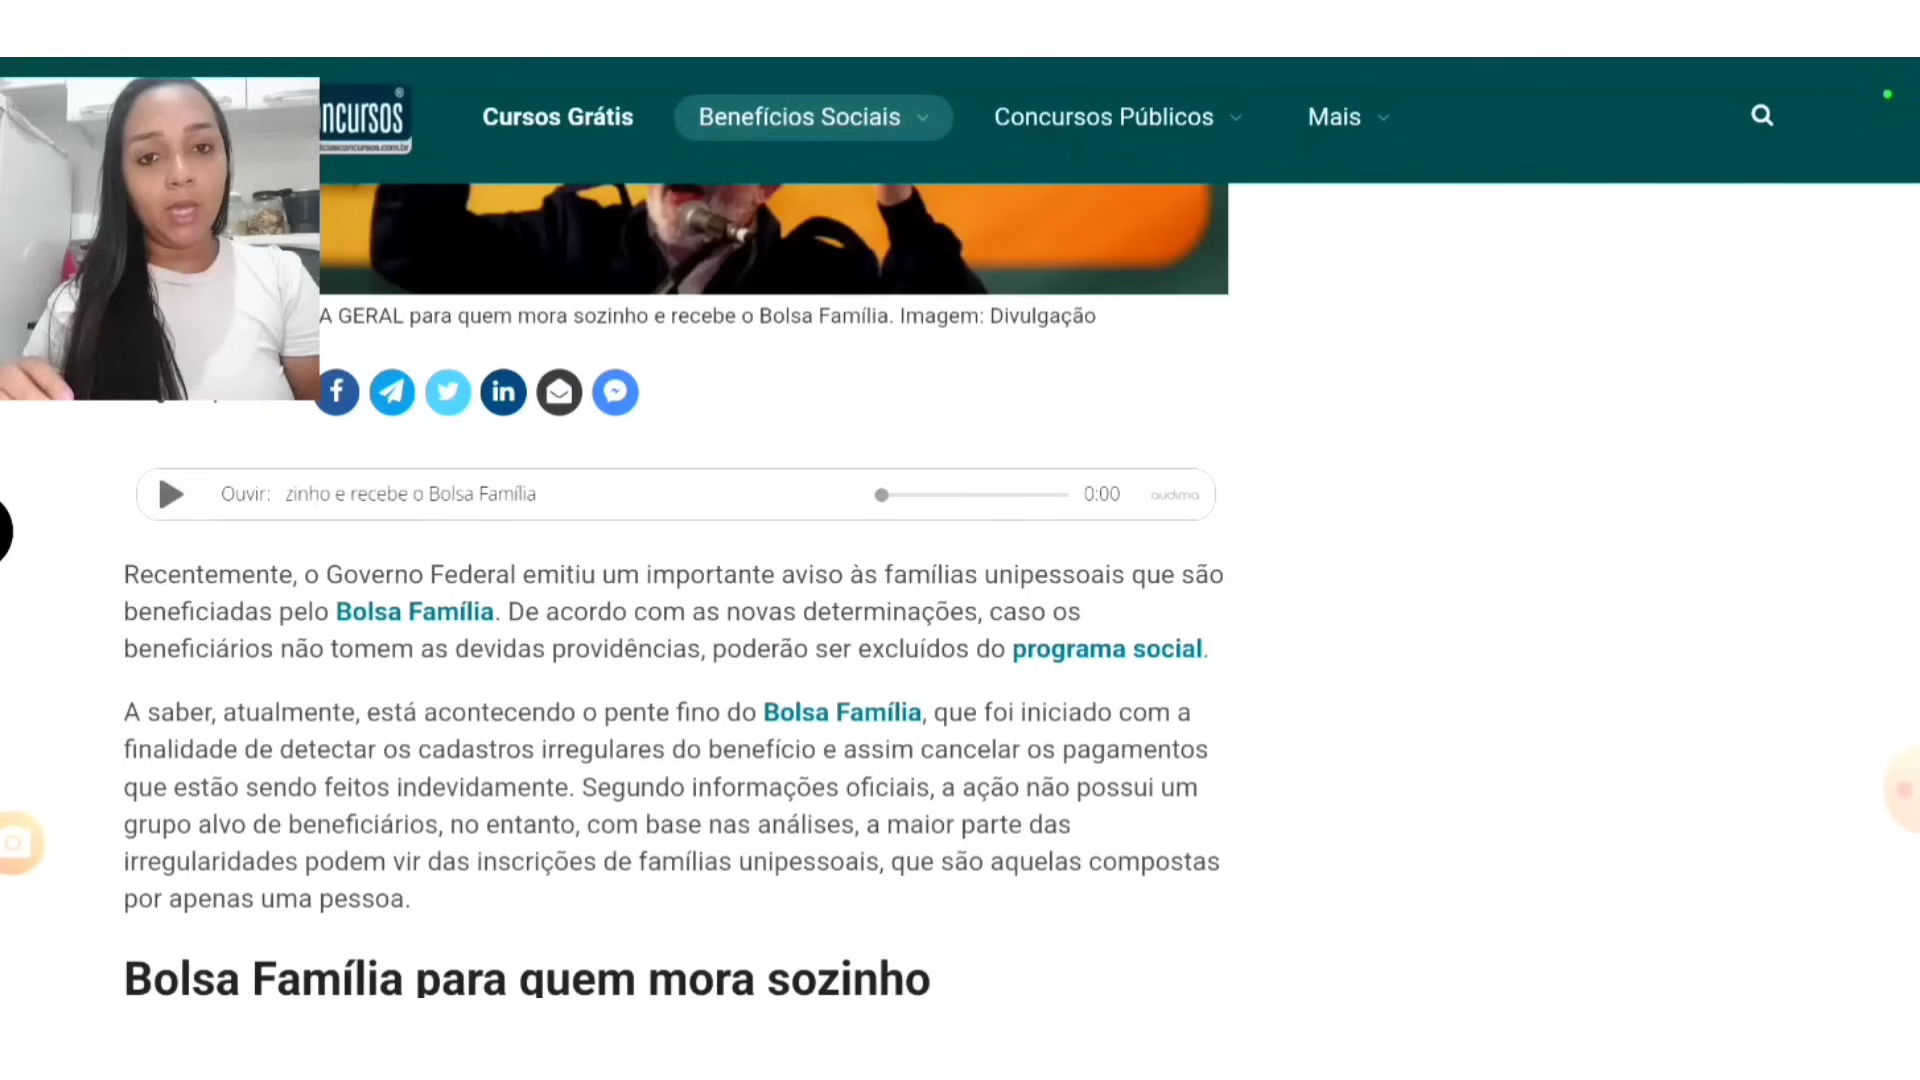 ncursos
®
iciasconcursos.com.br
Cursos Grátis
Benefícios Sociais
Concursos Públicos
Mais
A GERAL para quem mora sozinho e recebe o Bolsa Família. Imagem: Divulgação
Ouvir: zinho e recebe o Bolsa Família
0:00
audima
Recentemente, o Governo Federal emitiu um importante aviso às famílias unipessoais que são
beneficiadas pelo Bolsa Família. De acordo com as novas determinações, caso os
beneficiários não tomem as devidas providências, poderão ser excluídos do programa social.
A saber, atualmente, está acontecendo o pente fino do Bolsa Família, que foi iniciado com a
finalidade de detectar os cadastros irregulares do benefício e assim cancelar os pagamentos
que estão sendo feitos indevidamente. Segundo informações oficiais, a ação não possui um
grupo alvo de beneficiários, no entanto, com base nas análises, a maior parte das
irregularidades podem vir das inscrições de famílias unipessoais, que são aquelas compostas
por apenas uma pessoa.
Bolsa Família para quem mora sozinho